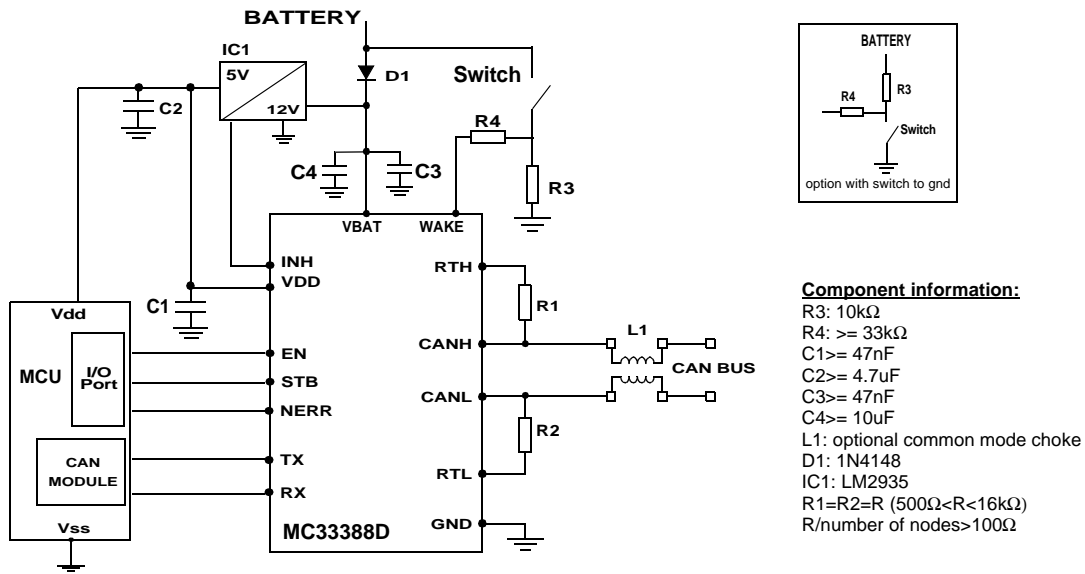 BATTERY
IC1
5V
12V
D1
Switch
C2
R4
C4
C3
R3
VBAT
WAKE
INH
VDD
C1
RTH
R1
L1
Vdd
MCU
I/O
Port
EN
STB
NERR
CANH
CANL
CAN BUS
R2
CAN
MODULE
TX
RX
RTL
GND
Vss
MC33388D
BATTERY
R3
R4
Switch
option with switch to gnd
Component information:
R3: 10kΩ
R4: >= 33kΩ
C1>= 47nF
C2>= 4.7uF
C3>= 47nF
C4>= 10uF
L1: optional common mode choke
D1: 1N4148
IC1: LM2935
R1=R2=R (500Ω<R<16kΩ)
R/number of nodes>100Ω